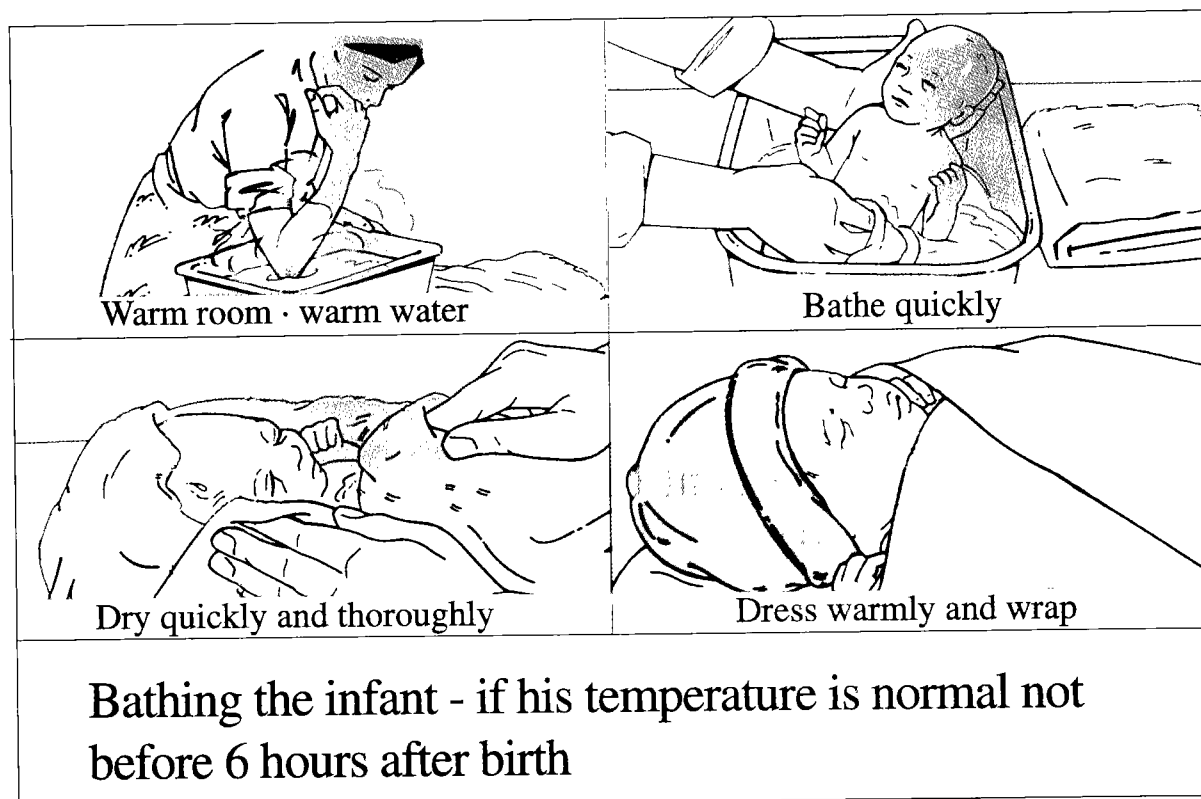 Warm room · warm water
Bathe quickly
Dry quickly and thoroughly
Dress warmly and wrap
Bathing the infant - if his temperature is normal not
before 6 hours after birth